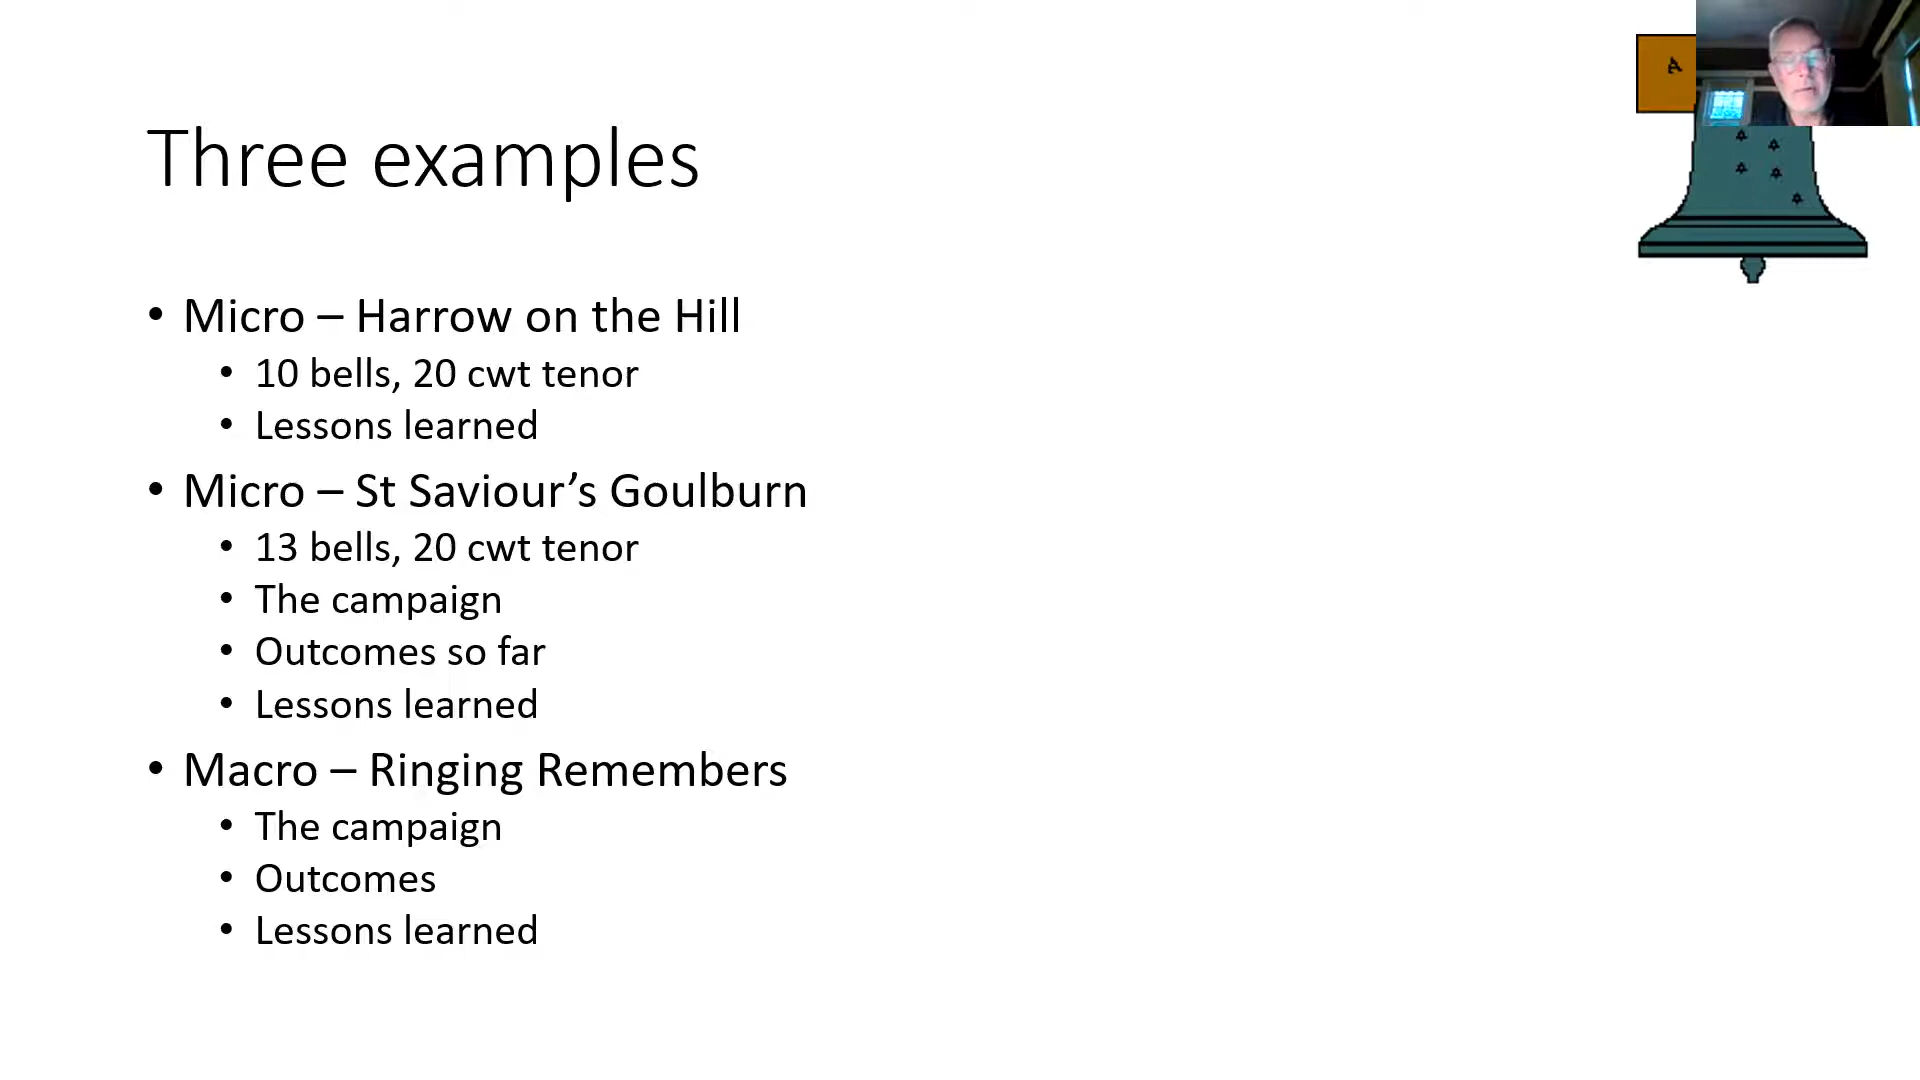 Three examples
• Micro – Harrow on the Hill
• 10 bells, 20 cwt tenor
• Lessons learned
• Micro – St Saviour’s Goulburn
• 13 bells, 20 cwt tenor
• The campaign
• Outcomes so far
• Lessons learned
• Macro – Ringing Remembers
• The campaign
• Outcomes
• Lessons learned